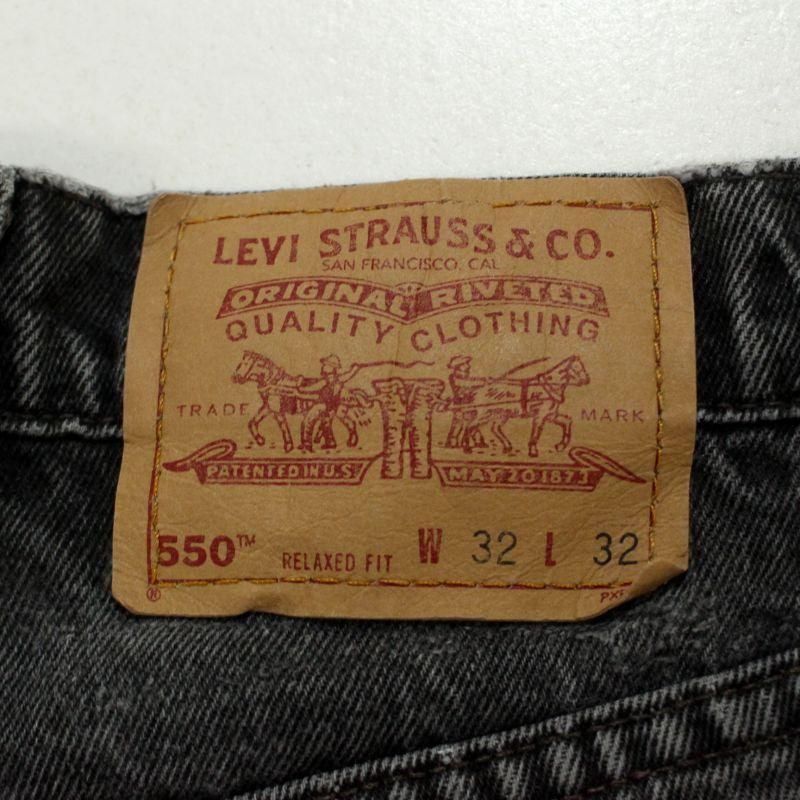 LEVI STRAUSS & CO.
SAN FRANCISCO, CAL
ORIGINAL RIVETED
QUALITY CLOTHING
TRADE MARK
PATENTED IN U.S MAY 20 1873
550™ RELAXED FIT W 32 L 32
®